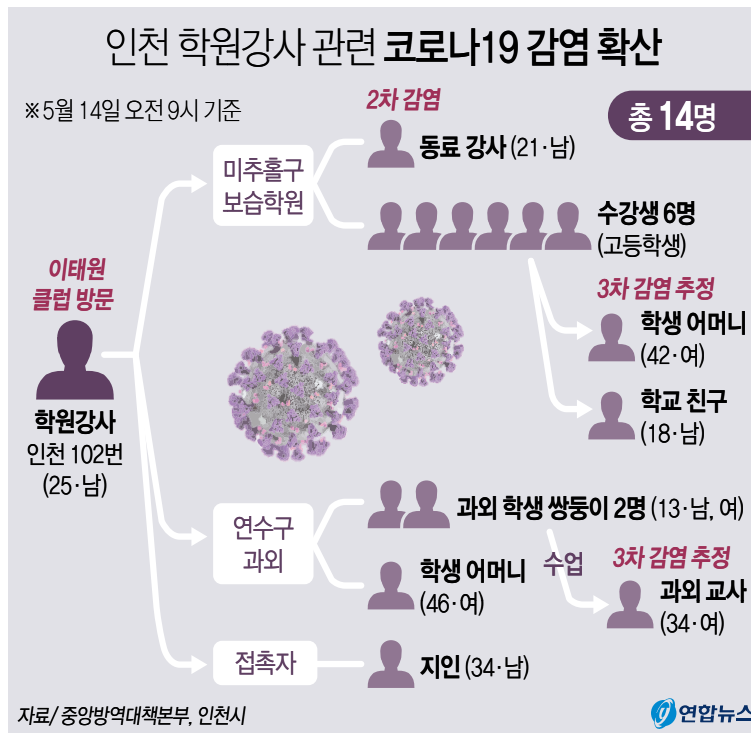 인천 학원강사 관련 코로나19 감염 확산
※5월 14일 오전 9시 기준
총 14명
2차 감염
동료 강사 (21·남)
미추홀구
보습학원
수강생 6명
(고등학생)
이태원
클럽 방문
3차 감염 추정
학생 어머니
(42·여)
학교 친구
(18·남)
학원강사
인천 102번
(25·남)
연수구
과외
과외 학생 쌍둥이 2명 (13·남, 여)
학생 어머니
(46·여)
수업
3차 감염 추정
과외 교사
(34·여)
접촉자
지인 (34·남)
자료/ 중앙방역대책본부, 인천시
연합뉴스